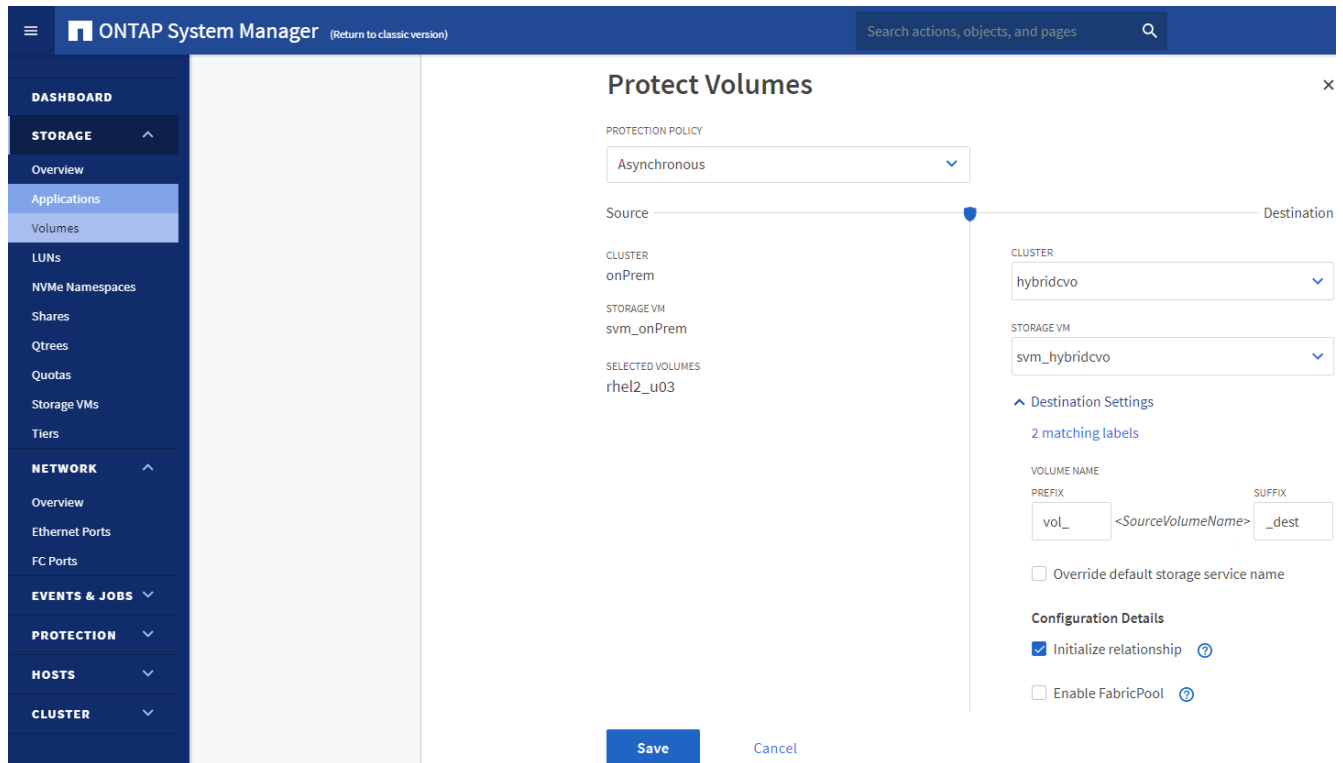 ONTAP System Manager (Return to classic version)
Search actions, objects, and pages
DASHBOARD
STORAGE
Overview
Applications
Volumes
LUNs
NVMe Namespaces
Shares
Qtrees
Quotas
Storage VMs
Tiers
NETWORK
Overview
Ethernet Ports
FC Ports
EVENTS & JOBS
PROTECTION
HOSTS
CLUSTER
Protect Volumes
PROTECTION POLICY
Asynchronous
Source
Destination
CLUSTER
onPrem
STORAGE VM
svm_onPrem
SELECTED VOLUMES
rhel2_u03
CLUSTER
hybridcvo
STORAGE VM
svm_hybridcvo
Destination Settings
2 matching labels
VOLUME NAME
PREFIX SUFFIX
vol_ <SourceVolumeName> _dest
Override default storage service name
Configuration Details
Initialize relationship ?
Enable FabricPool ?
Save Cancel